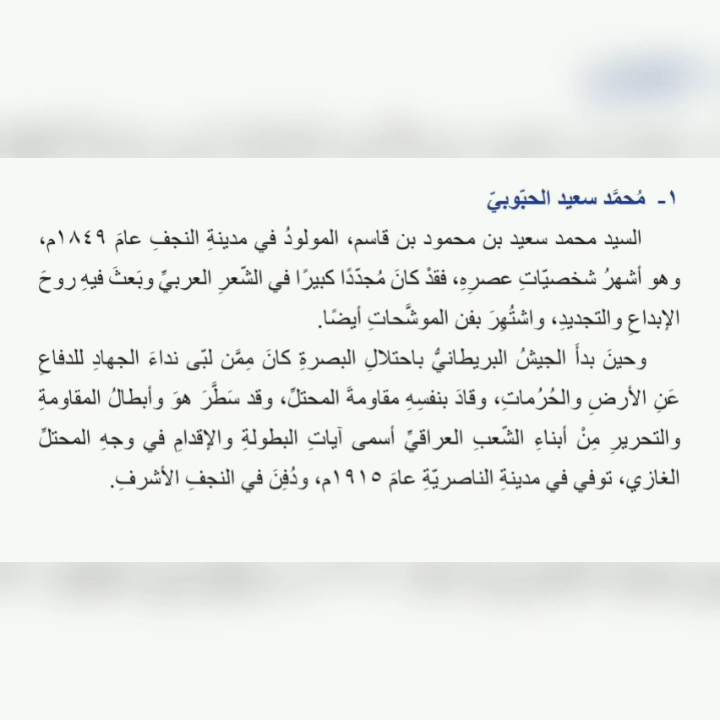 ١- مُحمَّد سعيد الحبّوبيّ
السيد محمد سعيد بن محمود بن قاسم، المولودُ في مدينةِ النجفِ عامَ ١٨٤٩م،
وهو أشهرُ شخصيّاتِ عصرِهِ، فقدْ كانَ مُجدّدًا كبيرًا في الشّعرِ العربيِّ وبَعثَ فيهِ روحَ
الإبداعِ والتجديدِ، واشتُهِرَ بفن الموشَّحاتِ أيضًا.
وحينَ بدأَ الجيشُ البريطانيُّ باحتلالِ البصرةِ كانَ مِمَّن لبّى نداءَ الجهادِ للدفاعِ
عَنِ الأرضِ والحُرُماتِ، وقادَ بنفسِهِ مقاومةَ المحتلِّ، وقد سَطَّرَ هوَ وأبطالُ المقاومةِ
والتحريرِ مِنْ أبناءِ الشّعبِ العراقيِّ أسمى آياتِ البطولةِ والإقدامِ في وجهِ المحتلِّ
الغازي، توفي في مدينةِ الناصريّةِ عامَ ١٩١٥م، ودُفِنَ في النجفِ الأشرفِ.